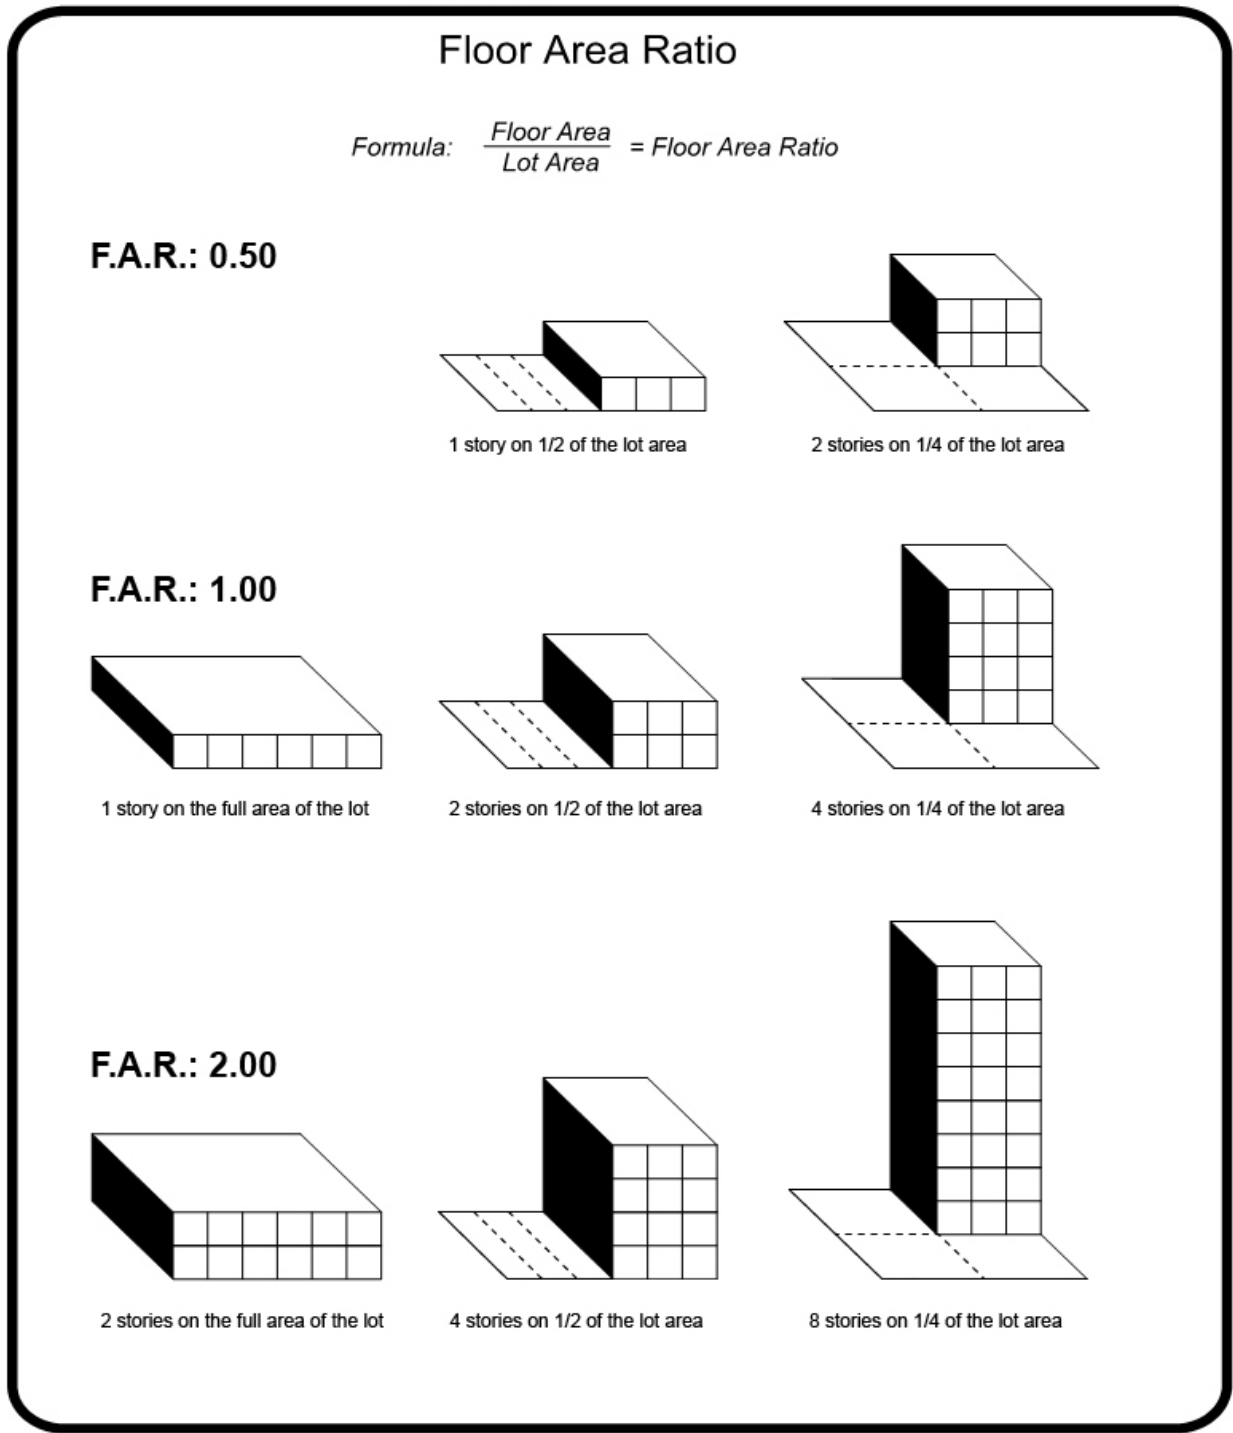 Floor Area Ratio
Formula: Floor Area / Lot Area = Floor Area Ratio
F.A.R.: 0.50
1 story on 1/2 of the lot area
2 stories on 1/4 of the lot area
F.A.R.: 1.00
1 story on the full area of the lot
2 stories on 1/2 of the lot area
4 stories on 1/4 of the lot area
F.A.R.: 2.00
2 stories on the full area of the lot
4 stories on 1/2 of the lot area
8 stories on 1/4 of the lot area